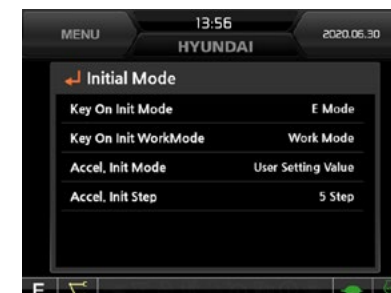 MENU
13:56
2020.06.30
HYUNDAI
Initial Mode
Key On Init Mode
E Mode
Key On Init WorkMode
Work Mode
Accel, Init Mode
User Setting Value
Accel, Init Step
5 Step
E